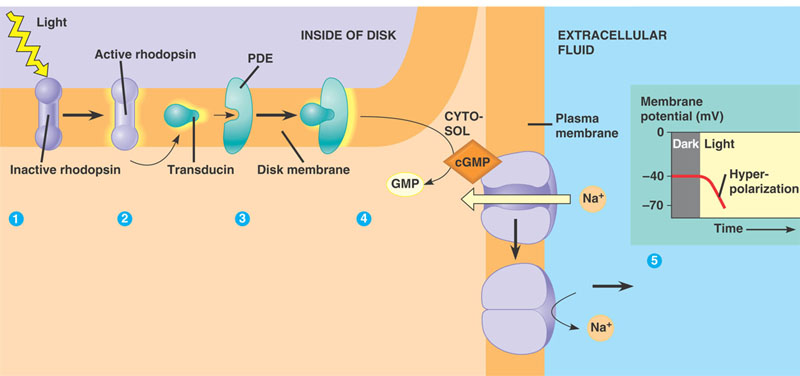 Light
INSIDE OF DISK
EXTRACELLULAR
FLUID
Active rhodopsin
PDE
Inactive rhodopsin
Transducin
Disk membrane
CYTO-
SOL
cGMP
GMP
Plasma
membrane
Na+
Na+
1
2
3
4
5
Membrane
potential (mV)
0
Dark
Light
–40
Hyper-
polarization
–70
Time